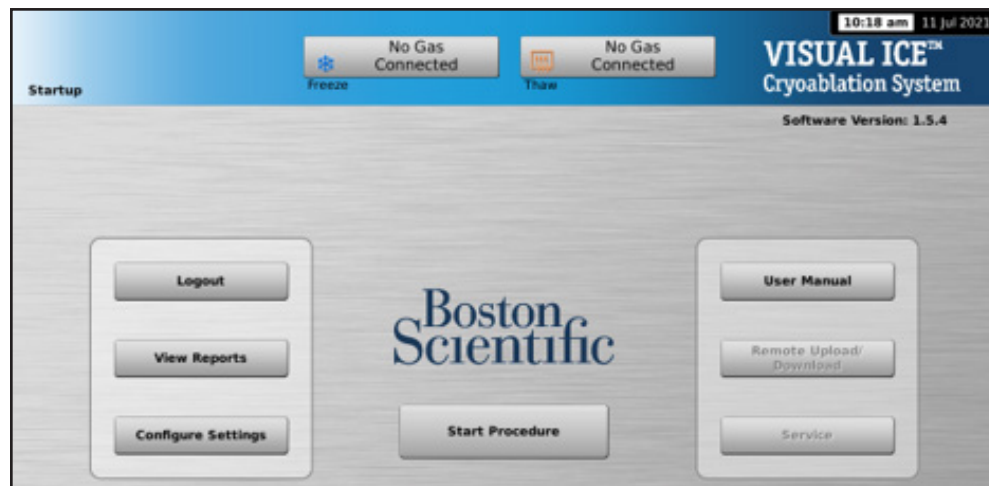 10:18 am 11 Jul 2021
No Gas
Connected
Freeze
No Gas
Connected
Thaw
VISUAL ICE™
Cryoablation System
Startup
Software Version: 1.5.4
Logout
View Reports
Configure Settings
Boston
Scientific
Start Procedure
User Manual
Remote Upload/
Download
Service